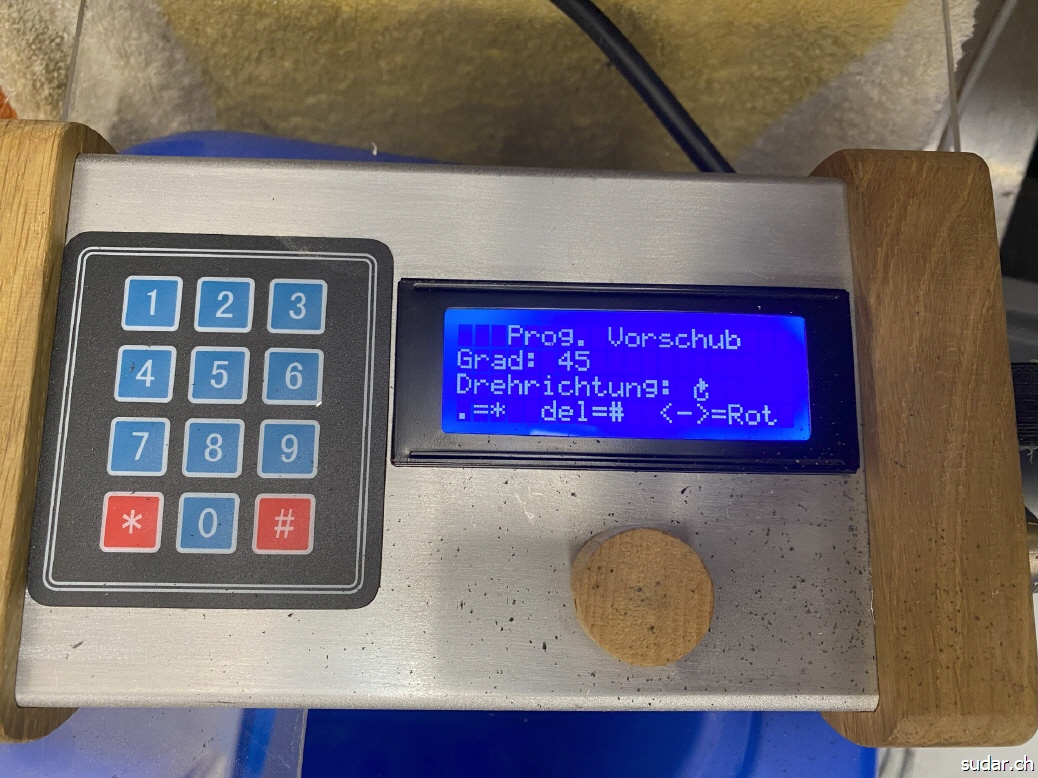 1 2 3
4 5 6
7 8 9
* 0 #
Prog. Vorschub
Grad: 45
Drehrichtung: ↻
.=* del=# <->=Rot
sudar.ch